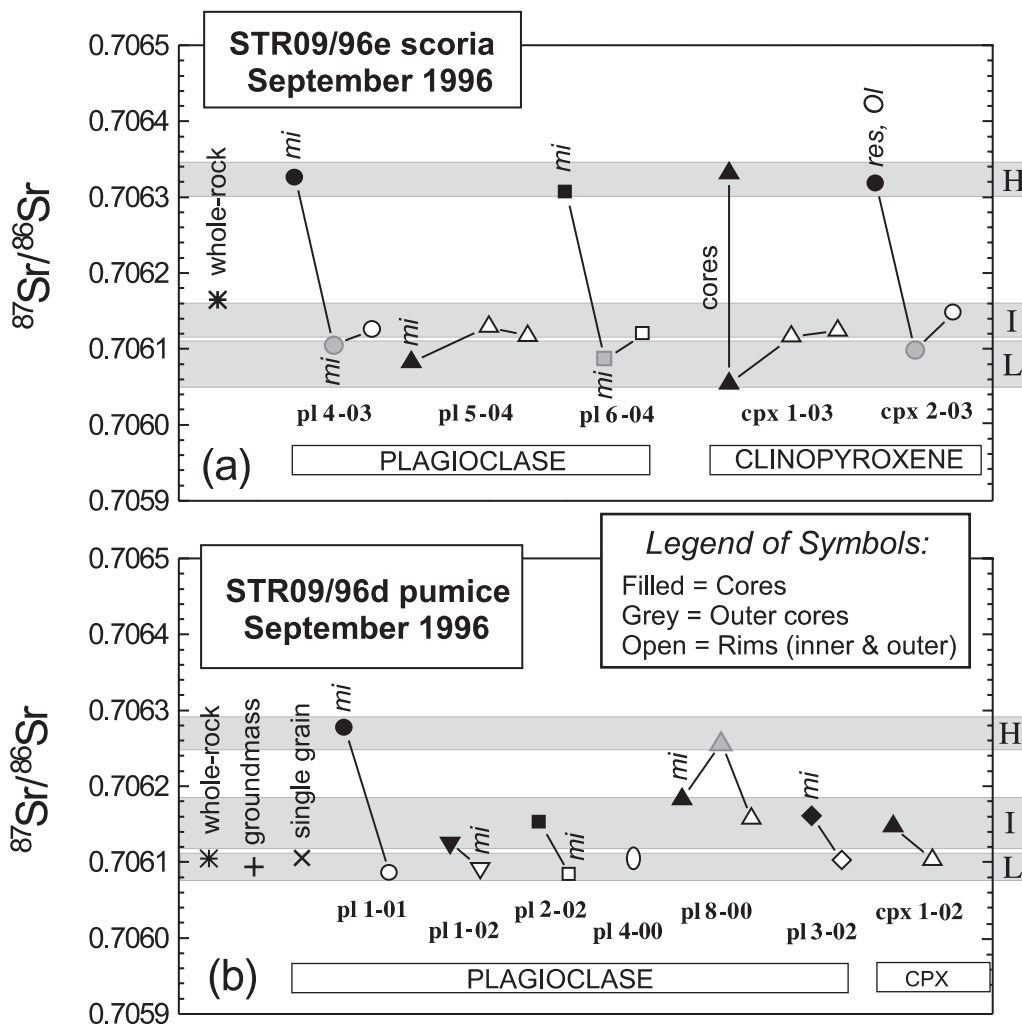 STR09/96e scoria
September 1996
0.7065
0.7064
0.7063
0.7062
0.7061
0.7060
0.7059
87Sr/86Sr
whole-rock
mi
mi
mi
mi
mi
cores
res, Ol
H
I
L
pl 4-03
pl 5-04
pl 6-04
cpx 1-03
cpx 2-03
(a)
PLAGIOCLASE
CLINOPYROXENE
STR09/96d pumice
September 1996
Legend of Symbols:
Filled = Cores
Grey = Outer cores
Open = Rims (inner & outer)
0.7065
0.7064
0.7063
0.7062
0.7061
0.7060
0.7059
87Sr/86Sr
whole-rock
groundmass
single grain
mi
mi
mi
mi
mi
H
I
L
pl 1-01
pl 1-02
pl 2-02
pl 4-00
pl 8-00
pl 3-02
cpx 1-02
(b)
PLAGIOCLASE
CPX